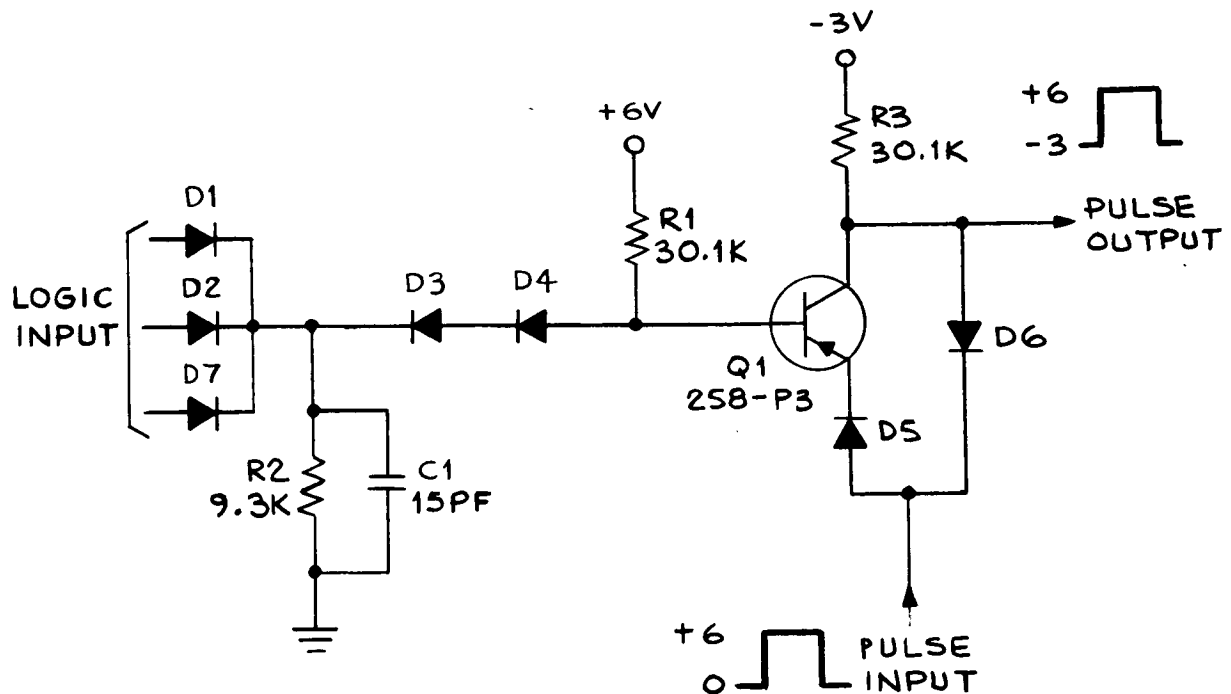 -3V
+6
-3
R3
30.1K
+6V
D1
R1
30.1K
PULSE
OUTPUT
LOGIC
INPUT
D2
D3
D4
D6
D7
Q1
258-P3
D5
R2
9.3K
C1
15PF
+6
0
PULSE
INPUT